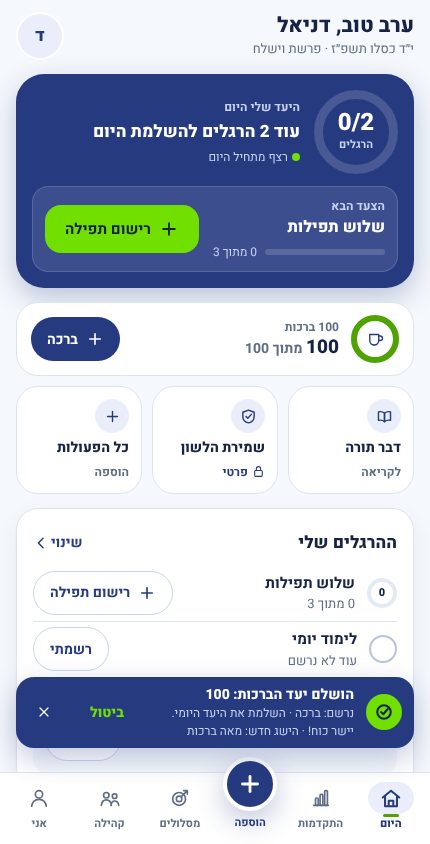 ערב טוב, דניאל
י״ד כסלו תשפ״ז · פרשת וישלח
ד
0/2
הרגלים
היעד שלי היום
עוד 2 הרגלים להשלמת היום
רצף מתחיל היום
הצעד הבא
שלוש תפילות
0 מתוך 3
רישום תפילה
100 ברכות
100 מתוך 100
ברכה
דבר תורה
לקריאה
שמירת הלשון
פרטי
כל הפעולות
הוספה
ההרגלים שלי
שינוי
0
שלוש תפילות
0 מתוך 3
רישום תפילה
לימוד יומי
עוד לא נרשם
רשמתי
הושלם יעד הברכות: 100
נרשם: ברכה · השלמת את היעד היומי.
יישר כוח! · הישג חדש: מאה ברכות
ביטול
היום
התקדמות
הוספה
מסלולים
קהילה
אני